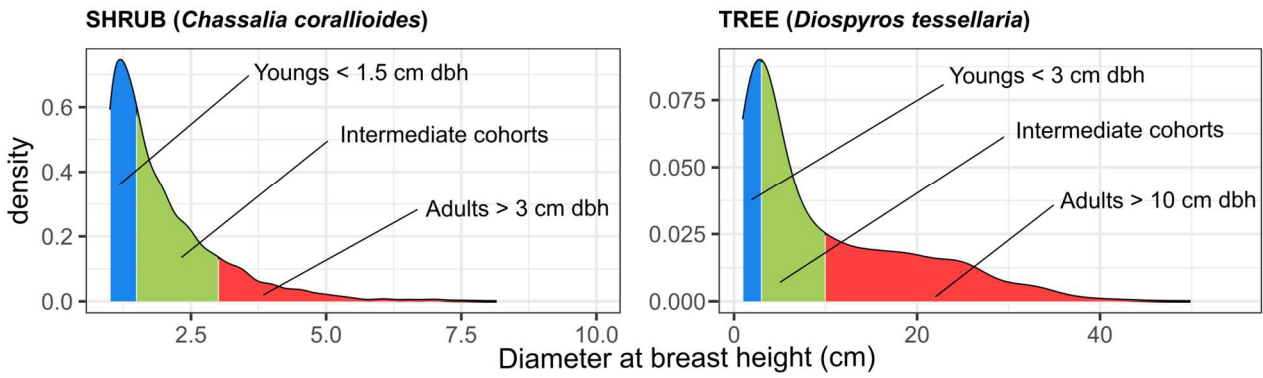 SHRUB (Chassalia corallioides)
TREE (Diospyros tessellaria)
density
0.6
0.4
0.2
0.0
Youngs < 1.5 cm dbh
Intermediate cohorts
Adults > 3 cm dbh
2.5 5.0 7.5 10.0
0.075
0.050
0.025
0.000
Youngs < 3 cm dbh
Intermediate cohorts
Adults > 10 cm dbh
0 20 40
Diameter at breast height (cm)